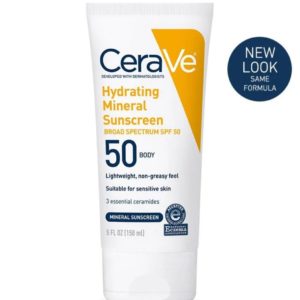 CeraVe
DEVELOPED WITH DERMATOLOGISTS
Hydrating
Mineral
Sunscreen
BROAD SPECTRUM SPF 50
50 BODY
Lightweight, non-greasy feel
Suitable for sensitive skin
3 essential ceramides
MINERAL SUNSCREEN
5 FL OZ (150 mL)
NEW
LOOK
SAME
FORMULA